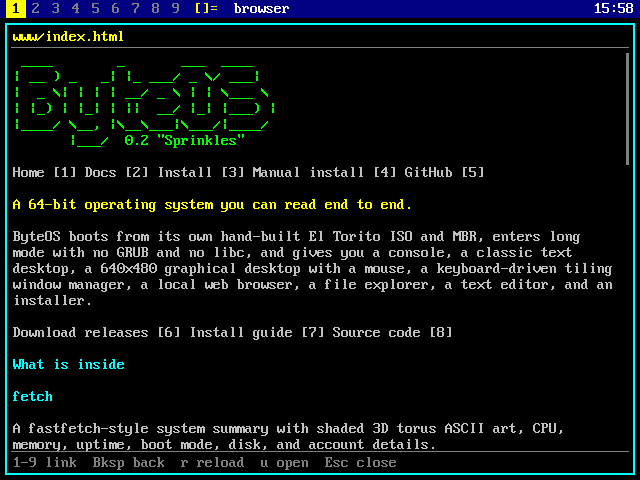 1 2 3 4 5 6 7 8 9 []= browser 15:58
www/index.html
ByteOS
0.2 "Sprinkles"
Home [1] Docs [2] Install [3] Manual install [4] GitHub [5]
A 64-bit operating system you can read end to end.
ByteOS boots from its own hand-built El Torito ISO and MBR, enters long
mode with no GRUB and no libc, and gives you a console, a classic text
desktop, a 640x480 graphical desktop with a mouse, a keyboard-driven tiling
window manager, a local web browser, a file explorer, a text editor, and an
installer.
Download releases [6] Install guide [7] Source code [8]
What is inside
fetch
A fastfetch-style system summary with shaded 3D torus ASCII art, CPU,
memory, uptime, boot mode, disk, and account details.
1-9 link Bksp back r reload u open Esc close